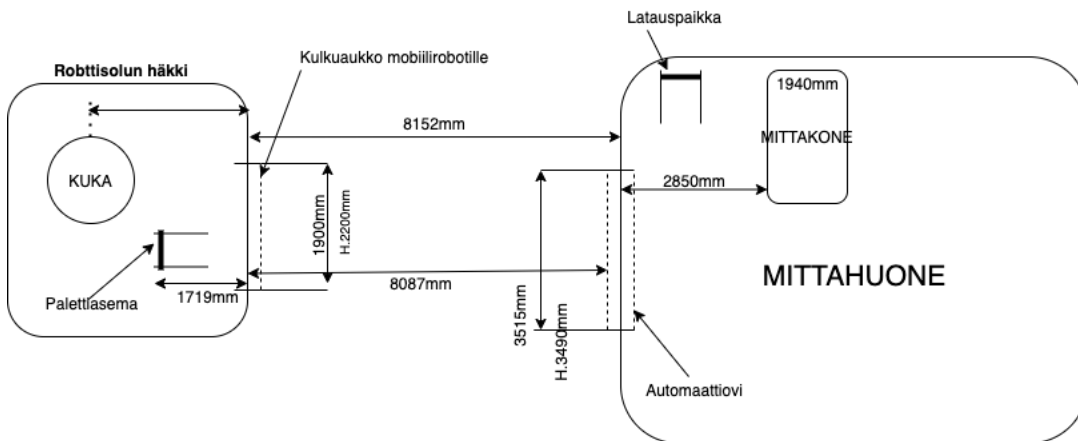 Latauspaikka
Kulkuaukko mobiilirobotille
Robttisolun häkki
1940mm
8152mm
MITTAKONE
KUKA
2850mm
1900mm
H.2200mm
MITTAHUONE
8087mm
1719mm
Palettiasema
3515mm
H.3490mm
Automaattiovi